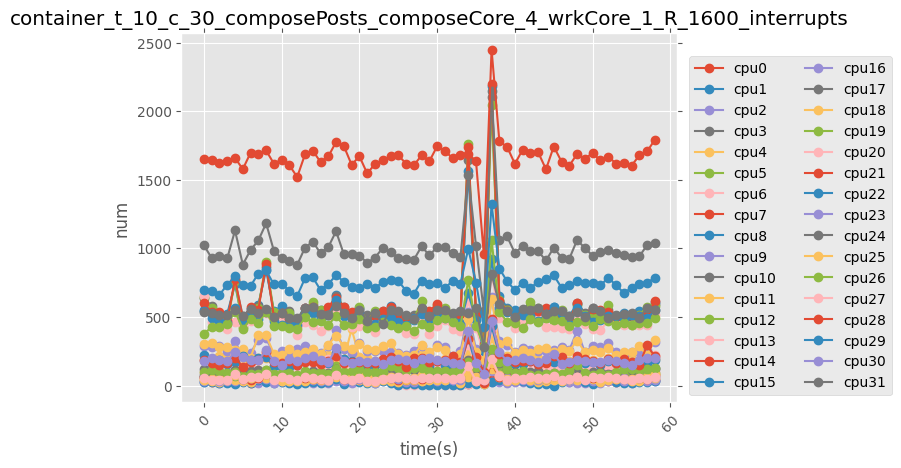 container_t_10_c_30_composePosts_composeCore_4_wrkCore_1_R_1600_interrupts
num
2500
2000
1500
1000
500
0
0
10
20
30
40
50
60
time(s)
cpu0
cpu1
cpu2
cpu3
cpu4
cpu5
cpu6
cpu7
cpu8
cpu9
cpu10
cpu11
cpu12
cpu13
cpu14
cpu15
cpu16
cpu17
cpu18
cpu19
cpu20
cpu21
cpu22
cpu23
cpu24
cpu25
cpu26
cpu27
cpu28
cpu29
cpu30
cpu31